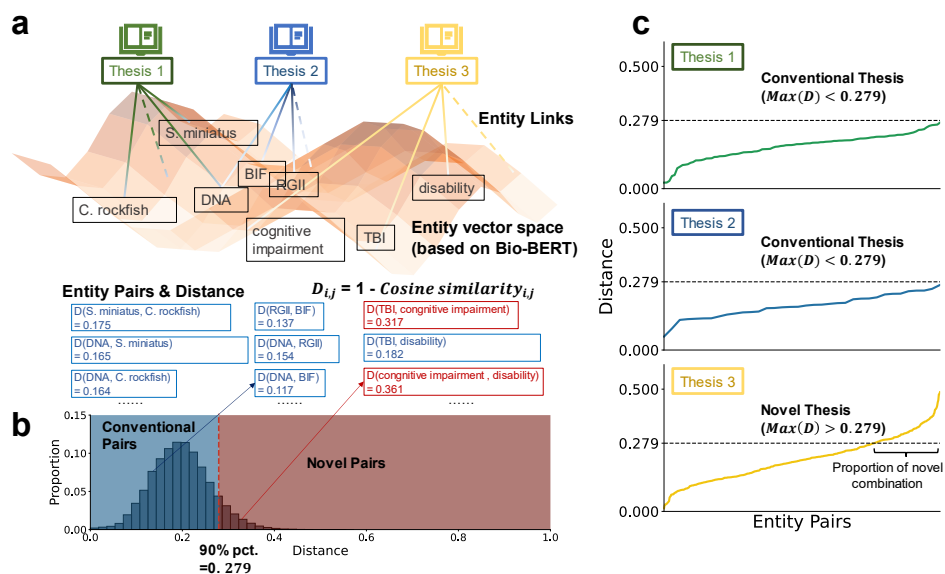 a
Thesis 1
Thesis 2
Thesis 3
S. miniatus
Entity Links
BIF
RGII
DNA
disability
C. rockfish
cognitive
impairment
TBI
Entity vector space
(based on Bio-BERT)
Entity Pairs & Distance
D_{i,j} = 1 - Cosine similarity_{i,j}
D(S. miniatus, C. rockfish)
= 0.175
D(RGII, BIF)
= 0.137
D(TBI, congnitive impairment)
= 0.317
D(DNA, S. miniatus)
= 0.165
D(DNA, RGII)
= 0.154
D(TBI, disability)
= 0.182
D(DNA, C. rockfish)
= 0.164
D(DNA, BIF)
= 0.117
D(congnitive impairment , disability)
= 0.361
......
......
......
b
0.15
0.10
0.05
0.00
Proportion
Conventional
Pairs
Novel Pairs
0.0
0.2
0.4
0.6
0.8
1.0
90% pct.
=0.279
Distance
c
Thesis 1
0.500
0.279
0.000
Conventional Thesis
(Max(D) < 0.279)
Thesis 2
0.500
0.279
0.000
Conventional Thesis
(Max(D) < 0.279)
Distance
Thesis 3
0.500
0.279
0.000
Novel Thesis
(Max(D) > 0.279)
Proportion of novel
combination
Entity Pairs